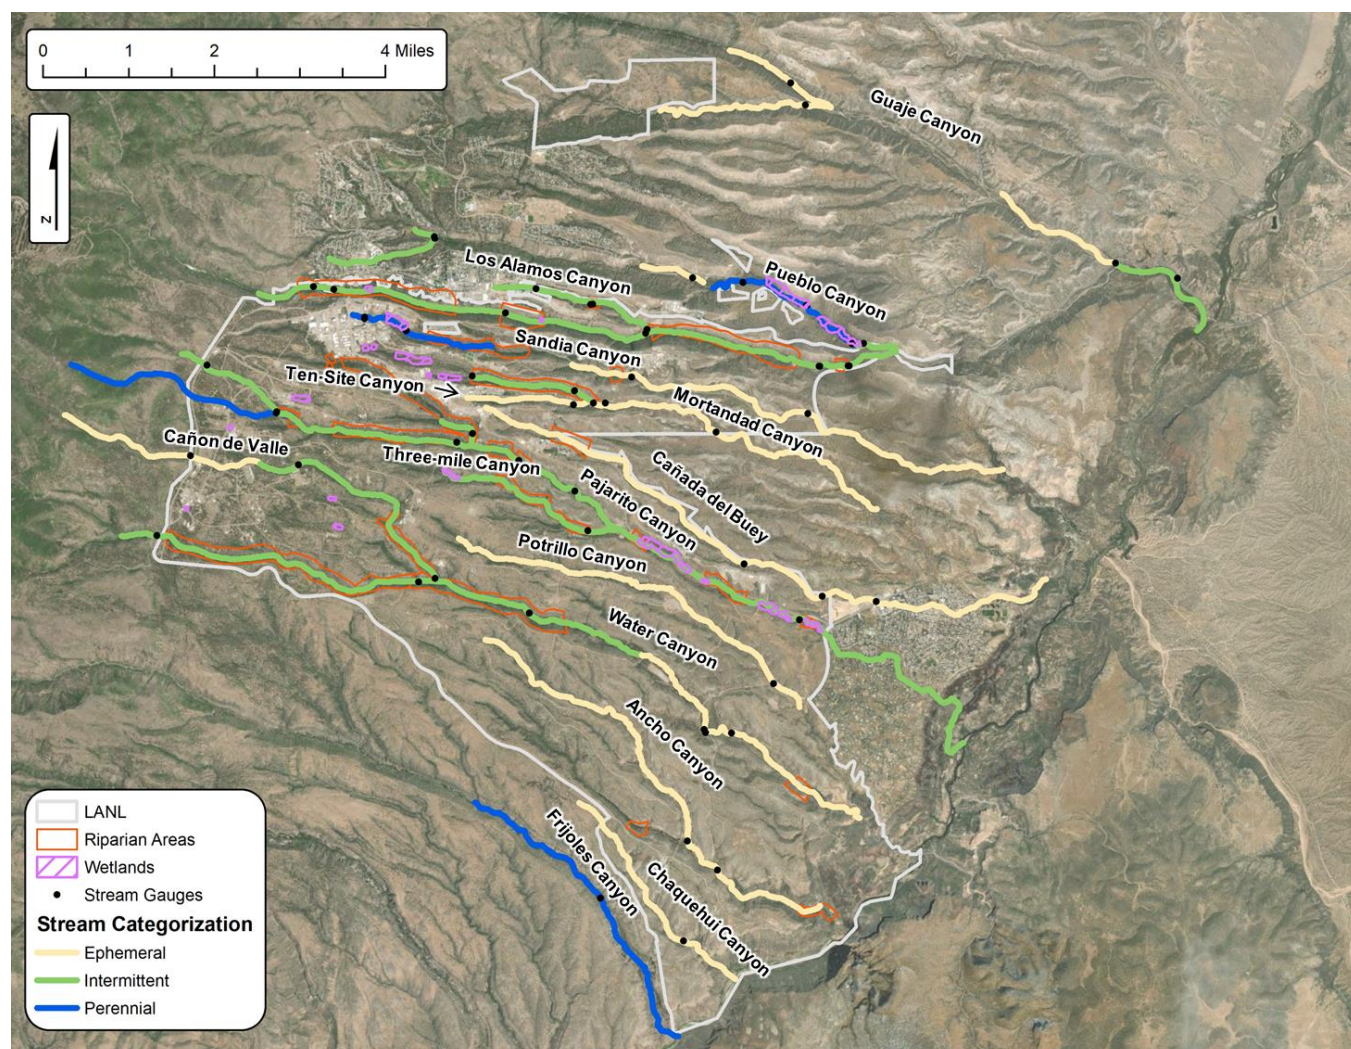 0 1 2 4 Miles
N
Guaje Canyon
Los Alamos Canyon
Pueblo Canyon
Sandia Canyon
Ten-Site Canyon
Mortandad Canyon
Cañon de Valle
Three-mile Canyon
Cañada del Buey
Pajarito Canyon
Potrillo Canyon
Water Canyon
Ancho Canyon
Frijoles Canyon
Chaquehui Canyon
LANL
Riparian Areas
Wetlands
Stream Gauges
Stream Categorization
Ephemeral
Intermittent
Perennial